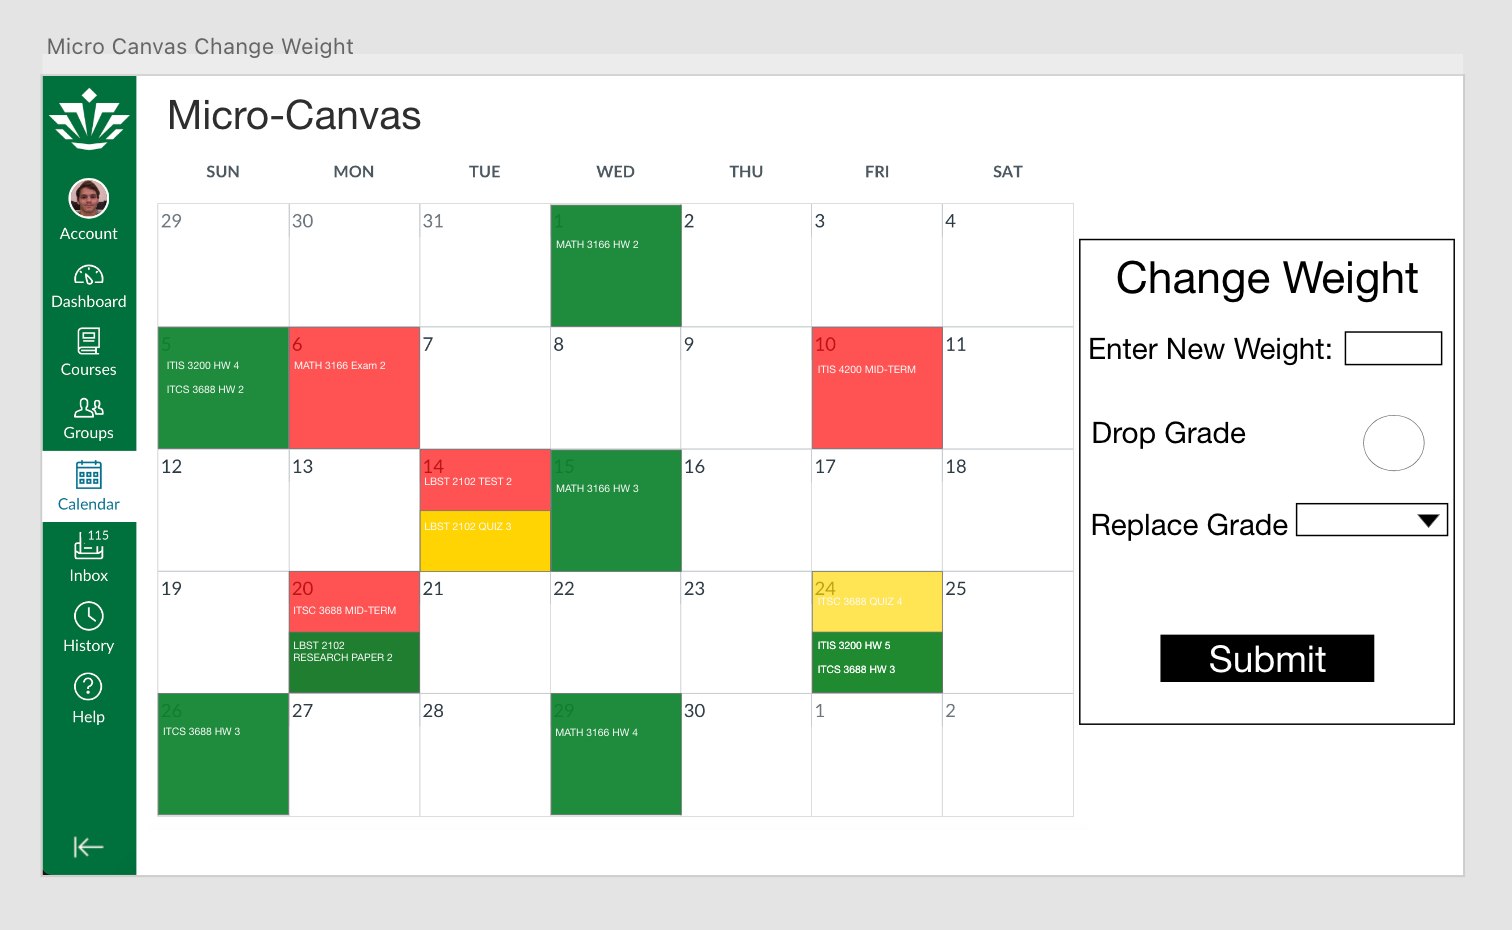 Micro Canvas Change Weight
Micro-Canvas
Account
Dashboard
Courses
Groups
Calendar
115
Inbox
History
Help
SUN MON TUE WED THU FRI SAT
29 30 31 1 2 3 4
MATH 3166 HW 2
5 6 7 8 9 10 11
ITIS 3200 HW 4
ITCS 3688 HW 2
MATH 3166 Exam 2
ITIS 4200 MID-TERM
12 13 14 15 16 17 18
LBST 2102 TEST 2
LBST 2102 QUIZ 3
MATH 3166 HW 3
19 20 21 22 23 24 25
ITSC 3688 MID-TERM
LBST 2102
RESEARCH PAPER 2
ITSC 3688 QUIZ 4
ITIS 3200 HW 5
ITCS 3688 HW 3
26 27 28 29 30 1 2
ITCS 3688 HW 3
MATH 3166 HW 4
Change Weight
Enter New Weight:
Drop Grade
Replace Grade
Submit